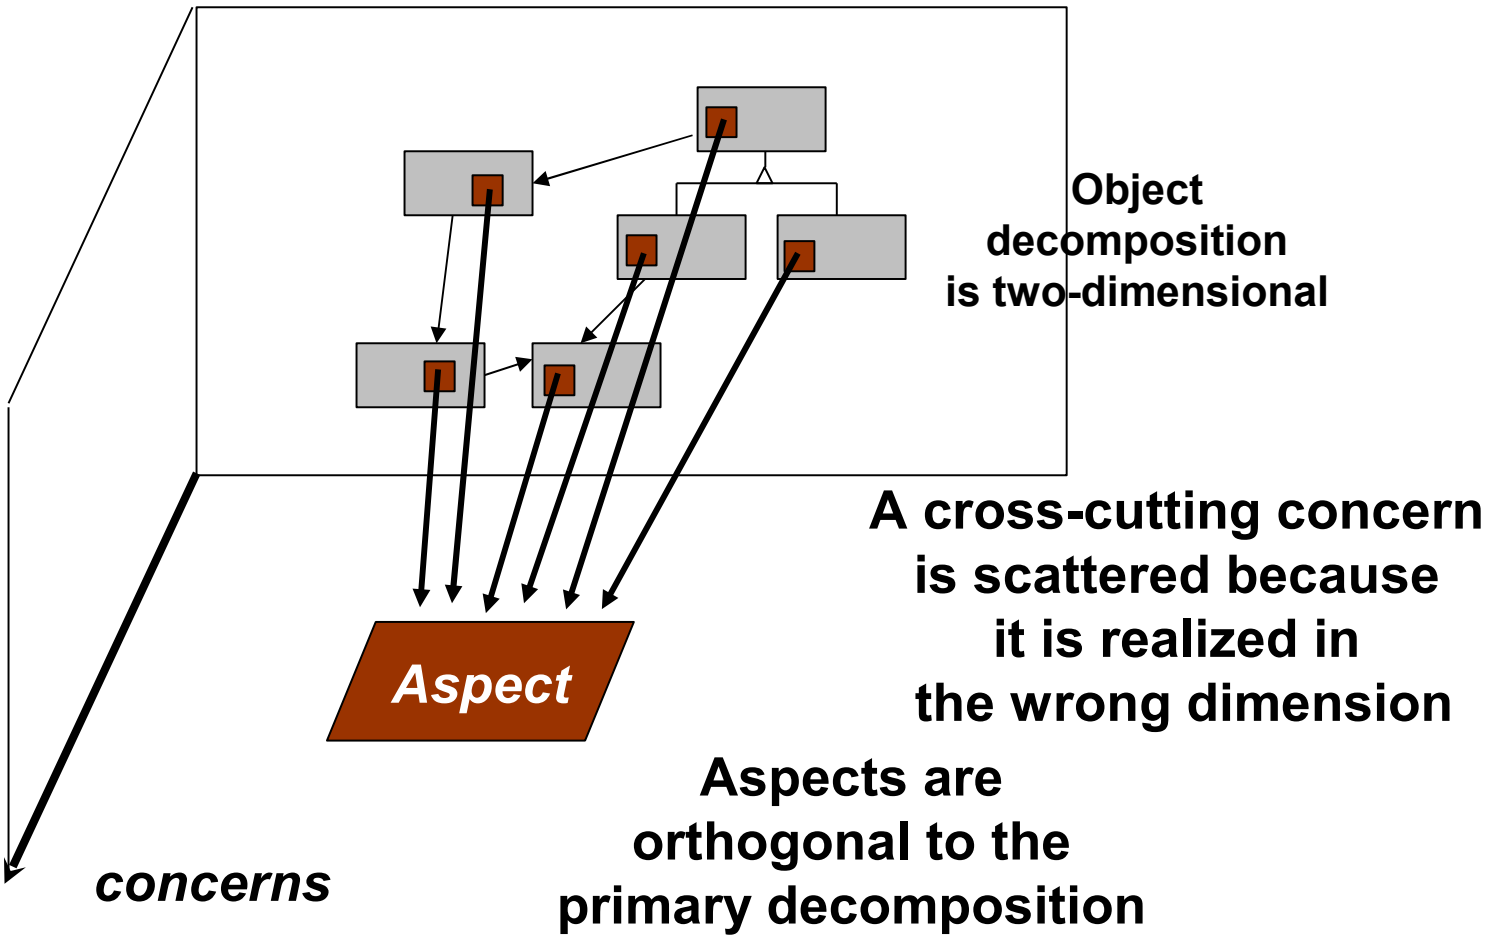 Object
decomposition
is two-dimensional
A cross-cutting concern
is scattered because
it is realized in
the wrong dimension
Aspect
Aspects are
orthogonal to the
primary decomposition
concerns